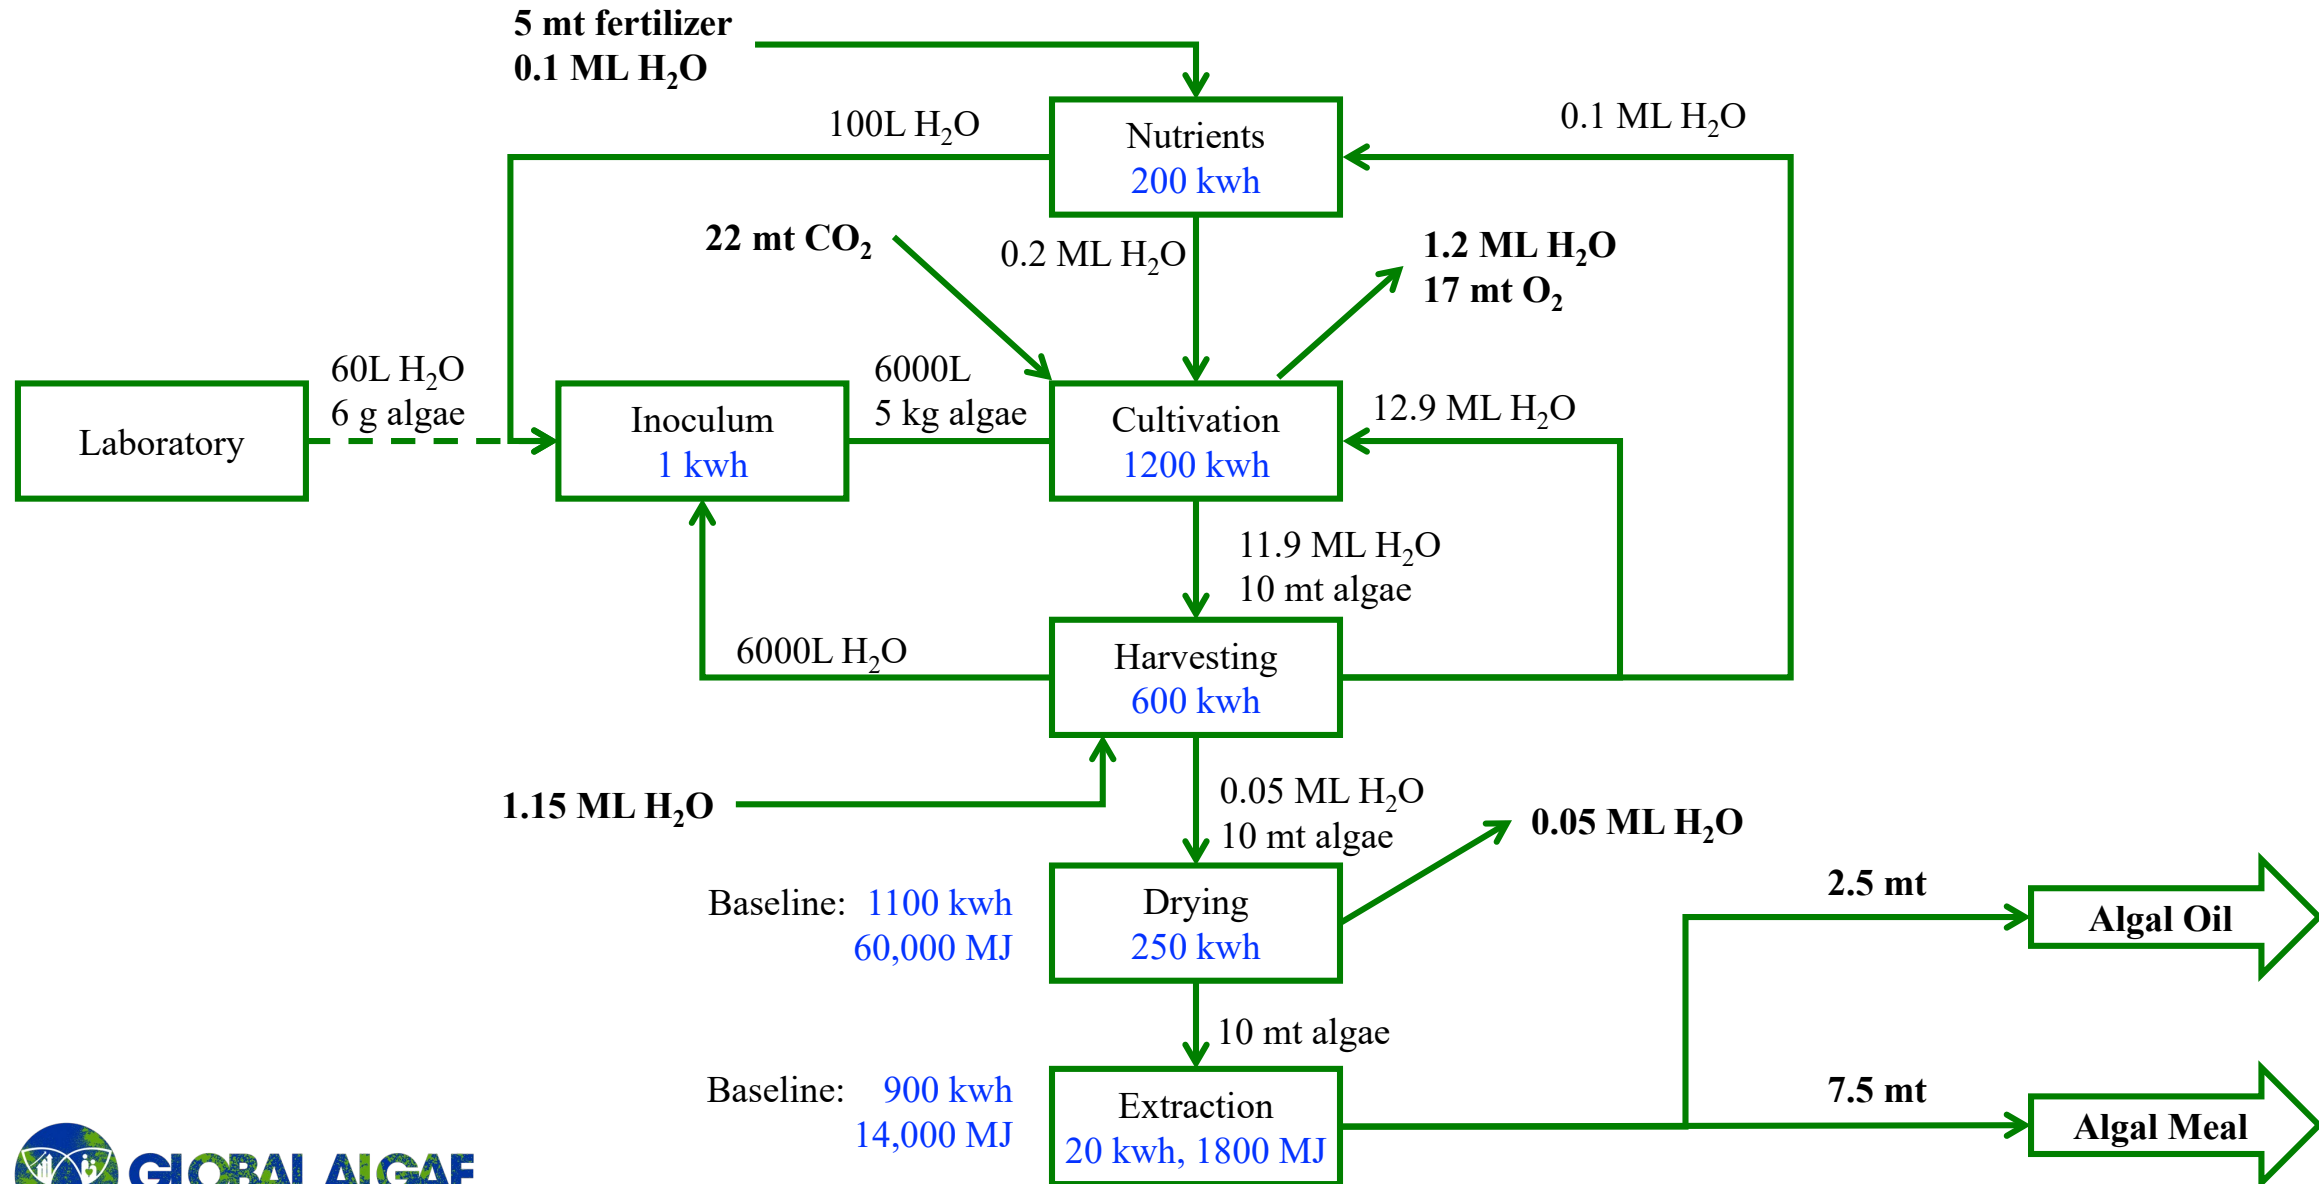 5 mt fertilizer
0.1 ML H₂O
100L H₂O
Nutrients
200 kwh
0.1 ML H₂O
22 mt CO₂
0.2 ML H₂O
1.2 ML H₂O
17 mt O₂
Laboratory
60L H₂O
6 g algae
Inoculum
1 kwh
6000L
5 kg algae
Cultivation
1200 kwh
12.9 ML H₂O
11.9 ML H₂O
10 mt algae
6000L H₂O
Harvesting
600 kwh
1.15 ML H₂O
0.05 ML H₂O
10 mt algae
0.05 ML H₂O
Baseline: 1100 kwh
60,000 MJ
Drying
250 kwh
2.5 mt
Algal Oil
10 mt algae
Baseline: 900 kwh
14,000 MJ
Extraction
20 kwh, 1800 MJ
7.5 mt
Algal Meal
GLOBAL ALGAE